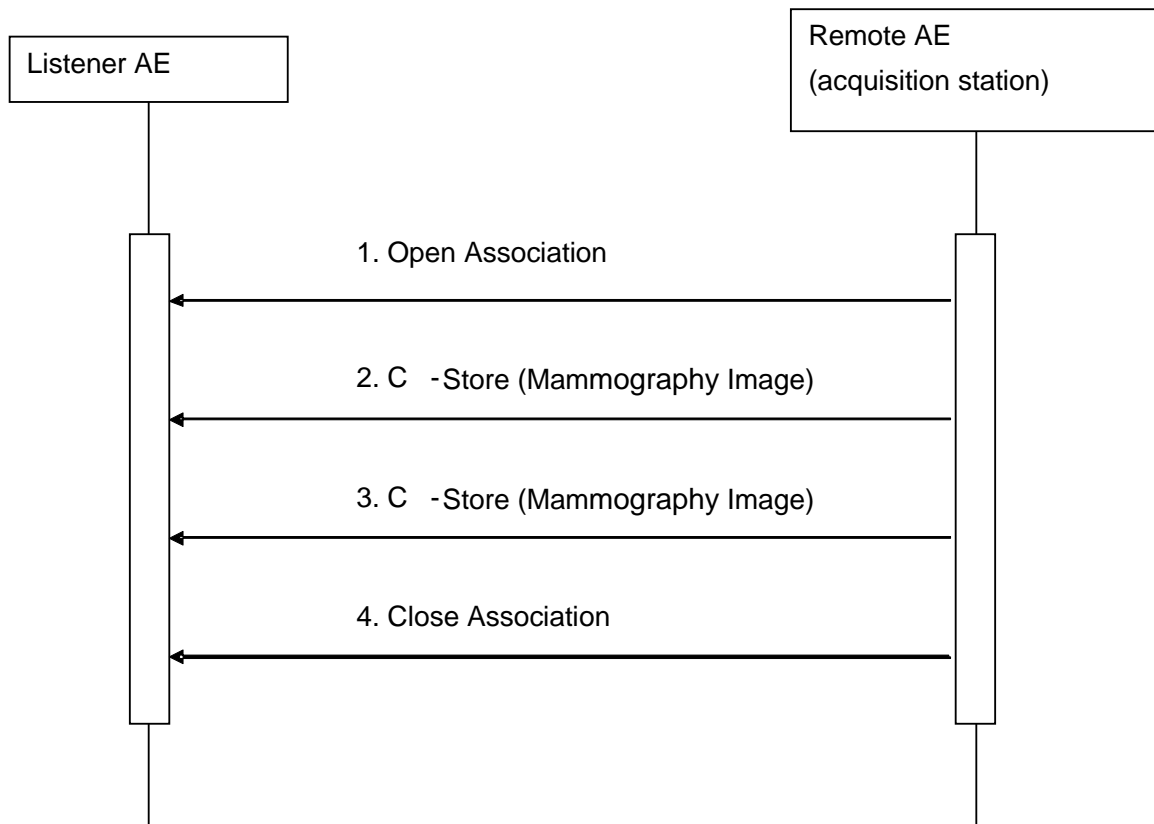 Listener AE
Remote AE
(acquisition station)
1. Open Association
2. C -Store (Mammography Image)
3. C -Store (Mammography Image)
4. Close Association